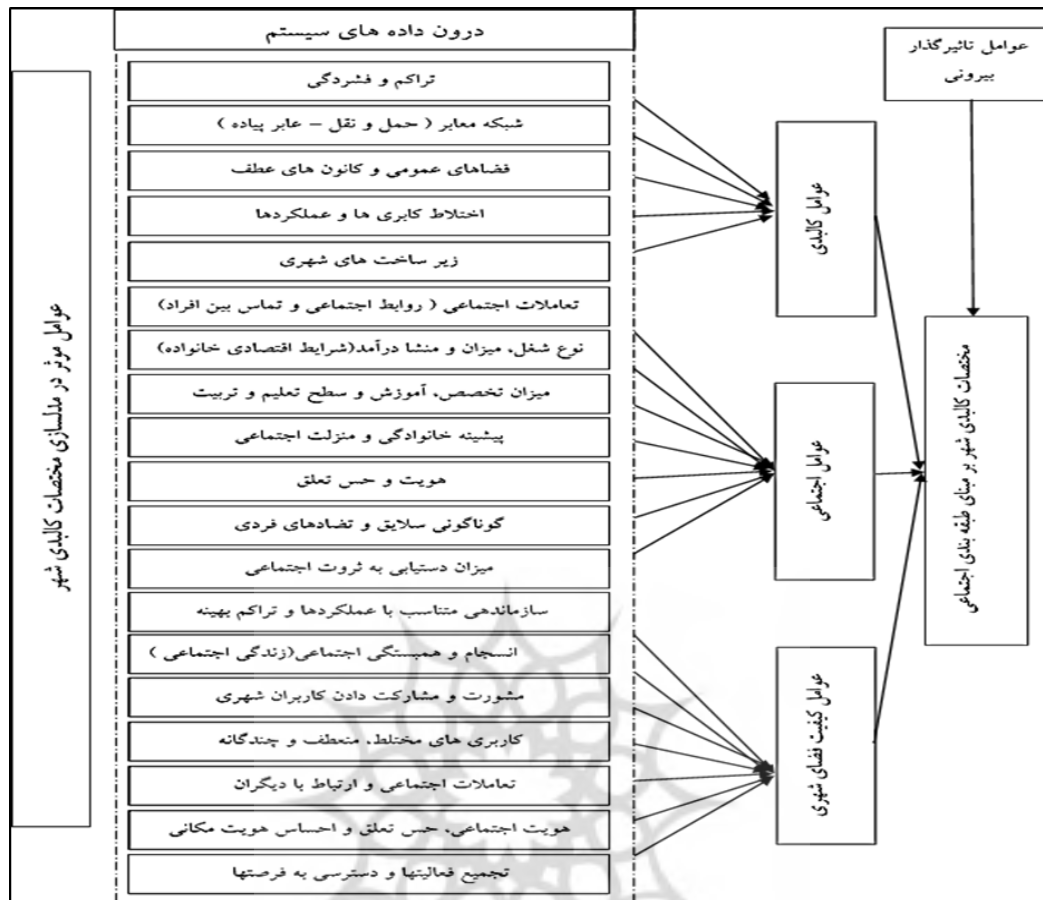 درون داده های سیستم
عوامل تاثیرگذار
بیرونی
تراکم و فشردگی
شبکه معابر ( حمل و نقل – عابر پیاده )
فضاهای عمومی و کانون های عطف
اختلاط کابری ها و عملکردها
زیر ساخت های شهری
تعاملات اجتماعی ( روابط اجتماعی و تماس بین افراد)
نوع شغل، میزان و منشا درآمد(شرایط اقتصادی خانواده)
میزان تخصص، آموزش و سطح تعلیم و تربیت
پیشینه خانوادگی و منزلت اجتماعی
هویت و حس تعلق
گوناگونی سلایق و تضادهای فردی
میزان دستیابی به ثروت اجتماعی
سازماندهی متناسب با عملکردها و تراکم بهینه
انسجام و همبستگی اجتماعی(زندگی اجتماعی )
مشورت و مشارکت دادن کاربران شهری
کاربری های مختلط، منعطف و چندگانه
تعاملات اجتماعی و ارتباط با دیگران
هویت اجتماعی، حس تعلق و احساس هویت مکانی
تجمیع فعالیتها و دسترسی به فرصتها
عوامل کالبدی
عوامل اجتماعی
عوامل کیفیت فضای شهری
مختصات کالبدی شهر بر مبنای طبقه بندی اجتماعی
عوامل موثر در مدلسازی مختصات کالبدی شهر